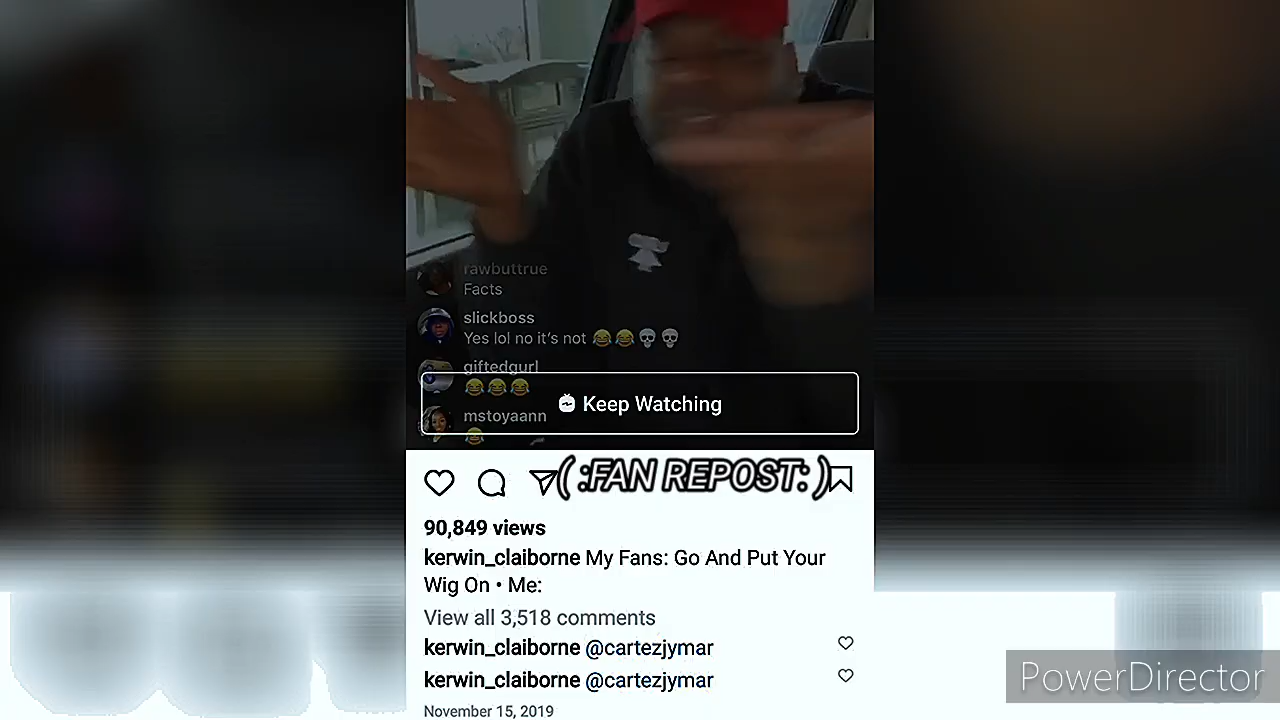 rawbuttrue
Facts
slickboss
Yes lol no it's not 😂😂💀💀
giftedgurl
😂😂😂
Keep Watching
mstoyaann
😂
(:FAN REPOST:)
90,849 views
kerwin_claiborne My Fans: Go And Put Your
Wig On • Me:
View all 3,518 comments
kerwin_claiborne @cartezjymar
kerwin_claiborne @cartezjymar
November 15, 2019
PowerDirector